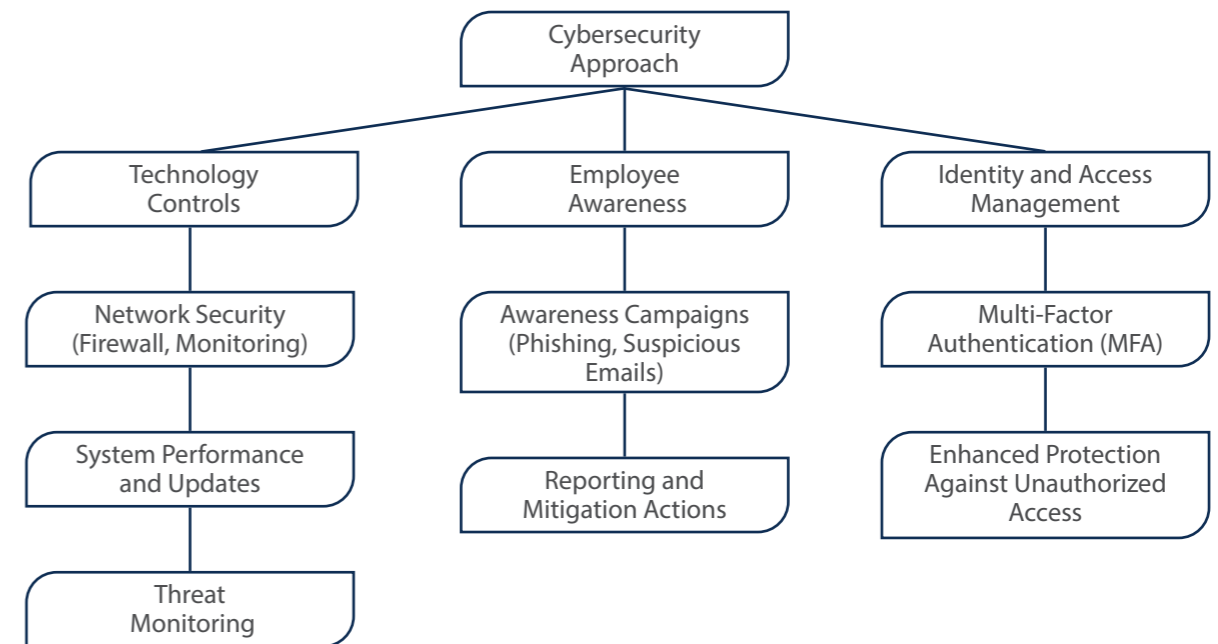 Cybersecurity
Approach
Technology
Controls
Employee
Awareness
Identity and Access
Management
Network Security
(Firewall, Monitoring)
Awareness Campaigns
(Phishing, Suspicious
Emails)
Multi-Factor
Authentication (MFA)
System Performance
and Updates
Reporting and
Mitigation Actions
Enhanced Protection
Against Unauthorized
Access
Threat
Monitoring